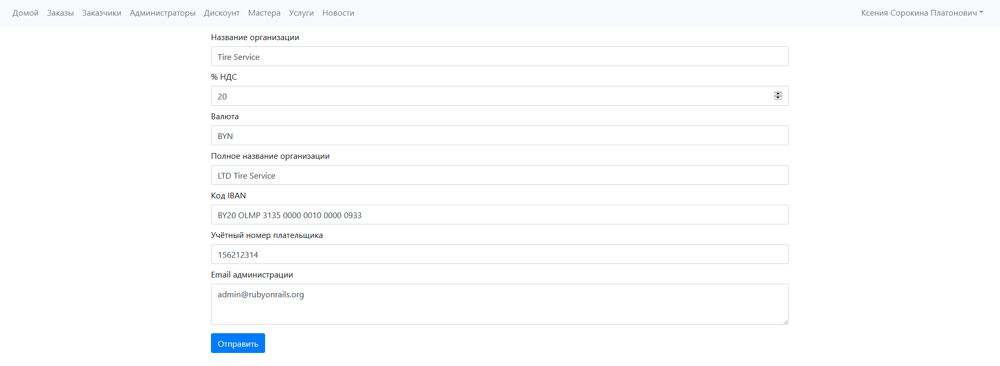 Домой Заказы Заказчики Администраторы Дискоунт Мастера Услуги Новости Ксения Сорокина Платонович
Название организации
Tire Service
% НДС
20
Валюта
BYN
Полное название организации
LTD Tire Service
Код IBAN
BY20 OLMP 3135 0000 0010 0000 0933
Учётный номер плательщика
156212314
Email администрации
admin@rubyonrails.org
Отправить